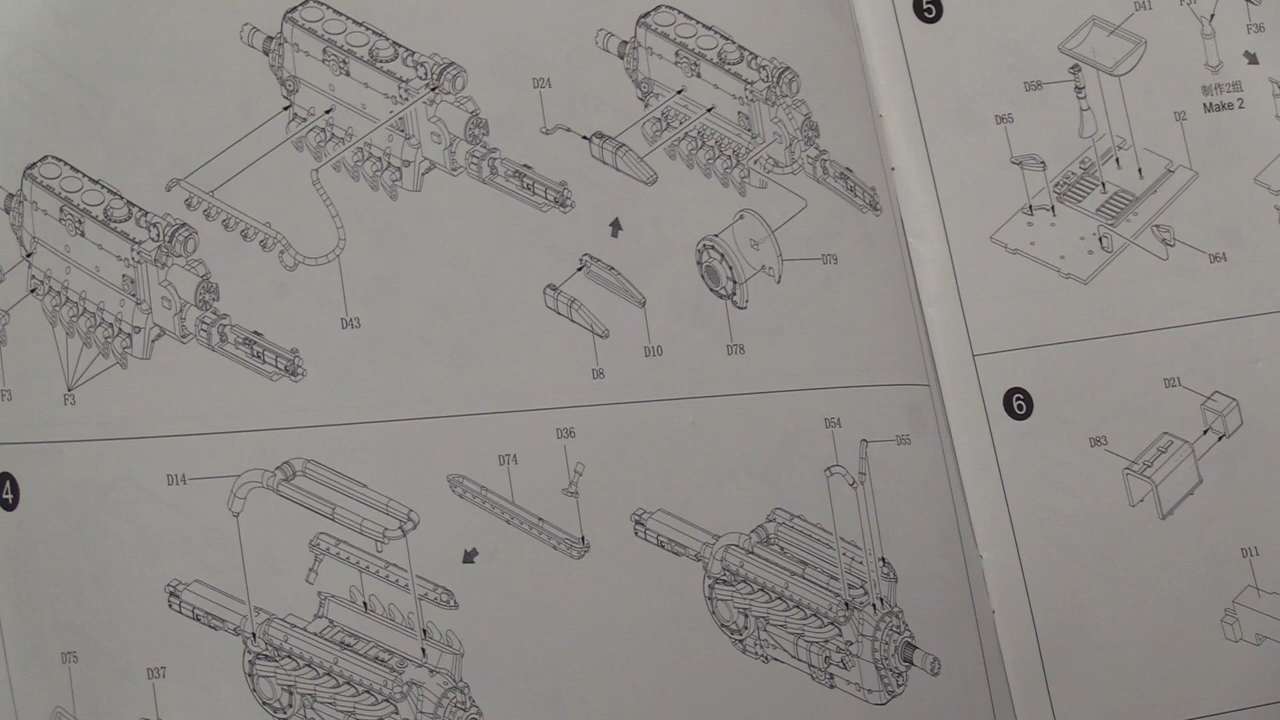 D24
D43
D79
D10
D78
D8
F3
F3
4
D14
D74
D36
D54
D55
D75
D37
5
D41
F36
D58
制作2组
Make 2
D65
D2
D64
6
D21
D83
D11